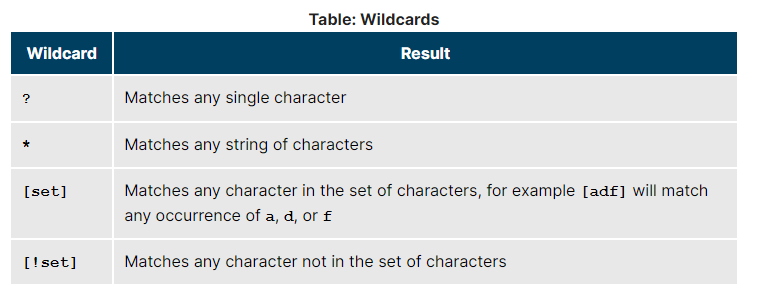 Table: Wildcards
Wildcard Result
? Matches any single character
* Matches any string of characters
[set] Matches any character in the set of characters, for example [adf] will match
any occurrence of a, d, or f
[!set] Matches any character not in the set of characters